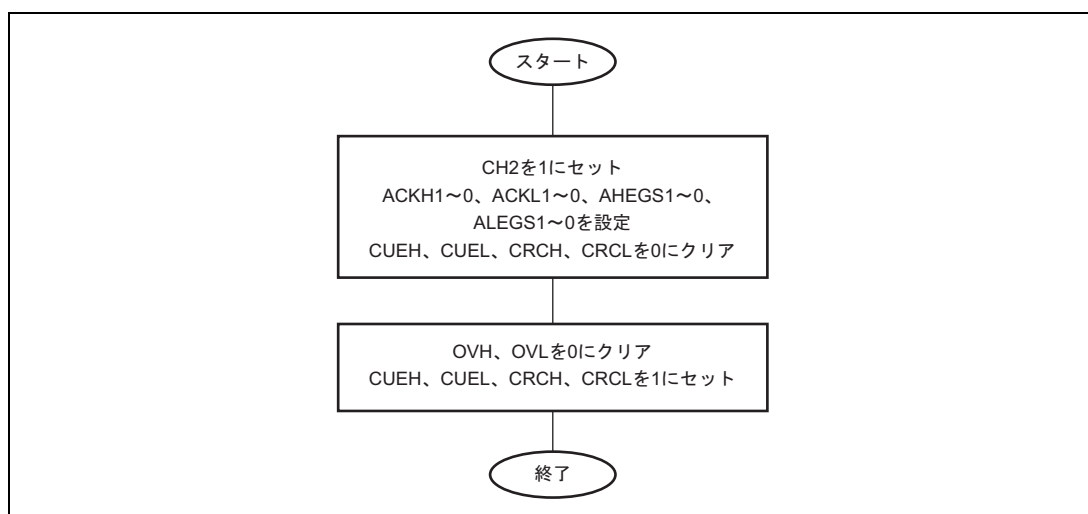 スタート
CH2を1にセット
ACKH1～0、ACKL1～0、AHEGS1～0、
ALEGS1～0を設定
CUEH、CUEL、CRCH、CRCLを0にクリア
OVH、OVLを0にクリア
CUEH、CUEL、CRCH、CRCLを1にセット
終了